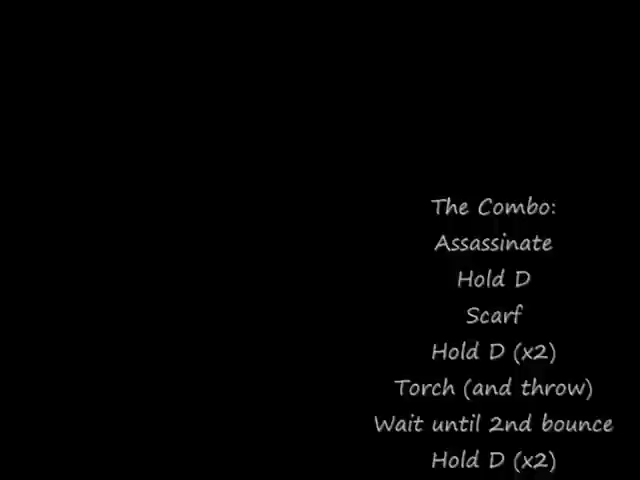 The Combo:
Assassinate
Hold D
Scarf
Hold D (x2)
Torch (and throw)
Wait until 2nd bounce
Hold D (x2)